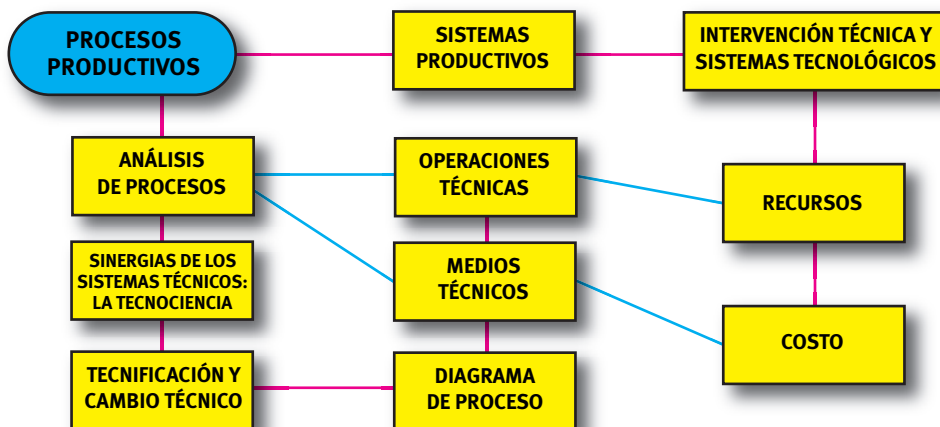 PROCESOS
PRODUCTIVOS
SISTEMAS
PRODUCTIVOS
INTERVENCIÓN TÉCNICA Y
SISTEMAS TECNOLÓGICOS
ANÁLISIS
DE PROCESOS
OPERACIONES
TÉCNICAS
RECURSOS
SINERGIAS DE LOS
SISTEMAS TÉCNICOS:
LA TECNOCIENCIA
MEDIOS
TÉCNICOS
COSTO
TECNIFICACIÓN Y
CAMBIO TÉCNICO
DIAGRAMA
DE PROCESO